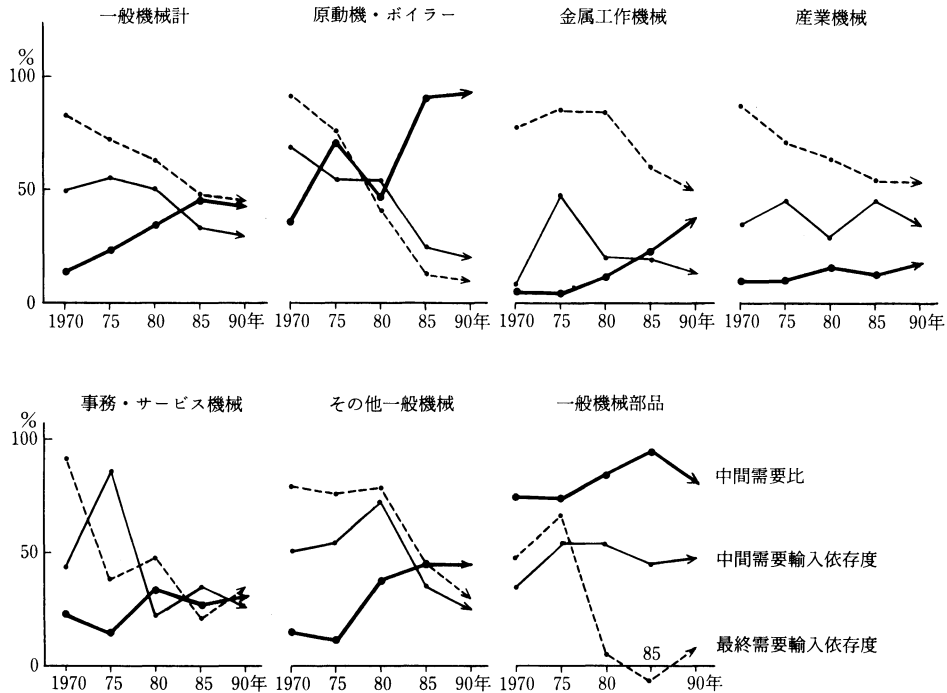 一般機械計
原動機・ボイラー
金属工作機械
産業機械
%
100
50
0
1970 75 80 85 90年
1970 75 80 85 90年
1970 75 80 85 90年
1970 75 80 85 90年
事務・サービス機械
その他一般機械
一般機械部品
%
100
50
0
中間需要比
中間需要輸入依存度
最終需要輸入依存度
1970 75 80 85 90年
1970 75 80 85 90年
1970 75 80 85 90年